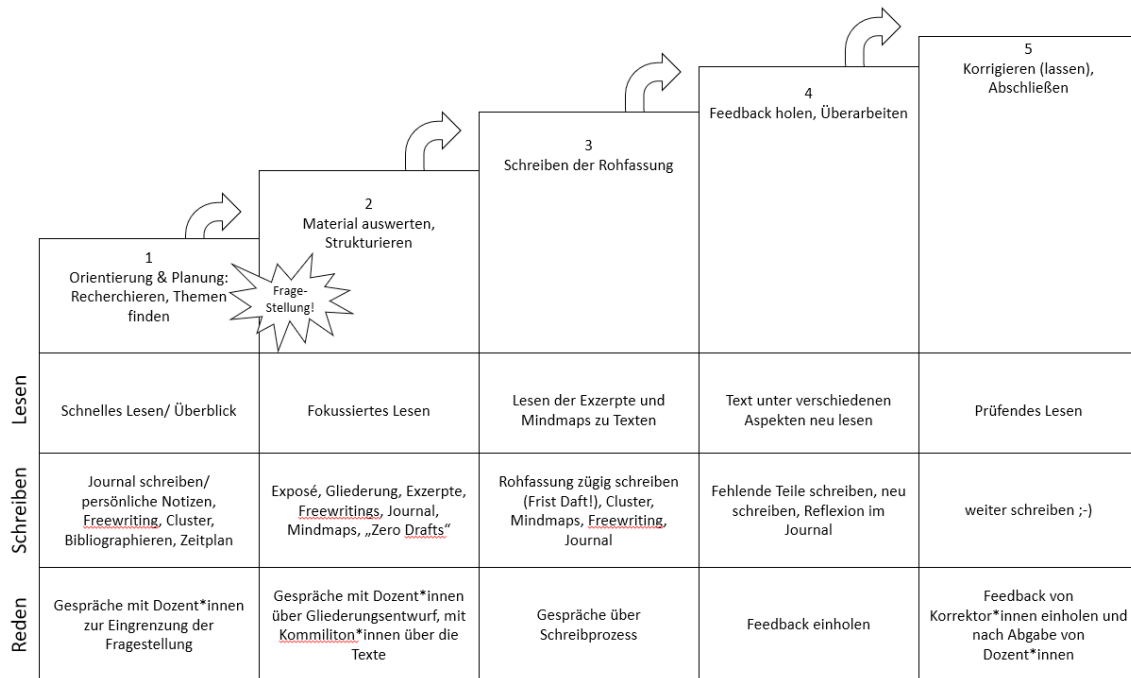 1
Orientierung & Planung:
Recherchieren, Themen
finden
Frage-
Stellung!
2
Material auswerten,
Strukturieren
3
Schreiben der Rohfassung
4
Feedback holen, Überarbeiten
5
Korrigieren (lassen),
Abschließen
Lesen
Schnelles Lesen/ Überblick
Fokussiertes Lesen
Lesen der Exzerpte und
Mindmaps zu Texten
Text unter verschiedenen
Aspekten neu lesen
Prüfendes Lesen
Schreiben
Journal schreiben/
persönliche Notizen,
Freewriting, Cluster,
Bibliographieren, Zeitplan
Exposé, Gliederung, Exzerpte,
Freewritings, Journal,
Mindmaps, „Zero Drafts“
Rohfassung zügig schreiben
(Frist Daft!), Cluster,
Mindmaps, Freewriting,
Journal
Fehlende Teile schreiben, neu
schreiben, Reflexion im
Journal
weiter schreiben ;-)
Reden
Gespräche mit Dozent*innen
zur Eingrenzung der
Fragestellung
Gespräche mit Dozent*innen
über Gliederungsentwurf, mit
Kommiliton*innen über die
Texte
Gespräche über
Schreibprozess
Feedback einholen
Feedback von
Korrektor*innen einholen und
nach Abgabe von
Dozent*innen